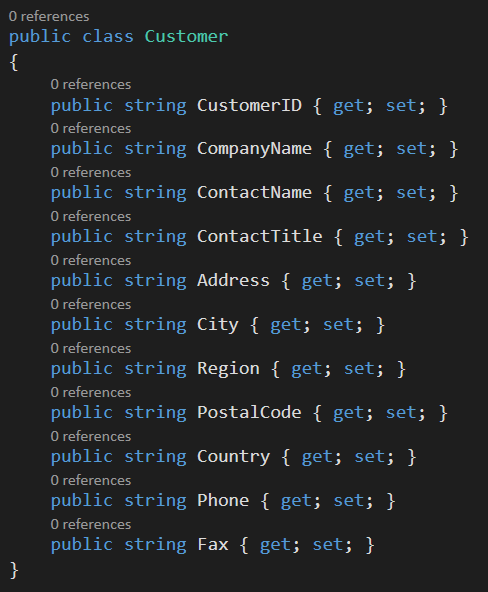 0 references
public class Customer
{
0 references
public string CustomerID { get; set; }
0 references
public string CompanyName { get; set; }
0 references
public string ContactName { get; set; }
0 references
public string ContactTitle { get; set; }
0 references
public string Address { get; set; }
0 references
public string City { get; set; }
0 references
public string Region { get; set; }
0 references
public string PostalCode { get; set; }
0 references
public string Country { get; set; }
0 references
public string Phone { get; set; }
0 references
public string Fax { get; set; }
}